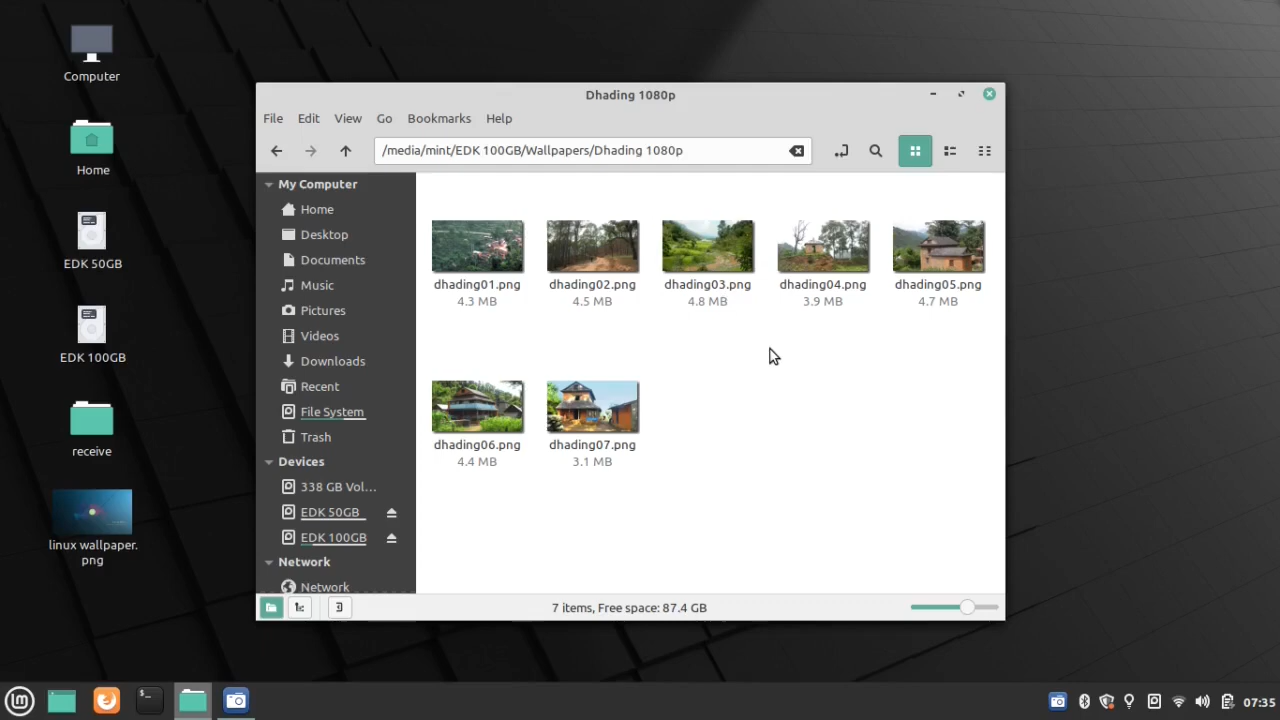 Computer
Home
EDK 50GB
EDK 100GB
receive
linux wallpaper.
png
Dhading 1080p
File Edit View Go Bookmarks Help
/media/mint/EDK 100GB/Wallpapers/Dhading 1080p
My Computer
Home
Desktop
Documents
Music
Pictures
Videos
Downloads
Recent
File System
Trash
Devices
338 GB Vol...
EDK 50GB
EDK 100GB
Network
Network
dhading01.png dhading02.png dhading03.png dhading04.png dhading05.png
4.3 MB 4.5 MB 4.8 MB 3.9 MB 4.7 MB
dhading06.png dhading07.png
4.4 MB 3.1 MB
7 items, Free space: 87.4 GB
07:35